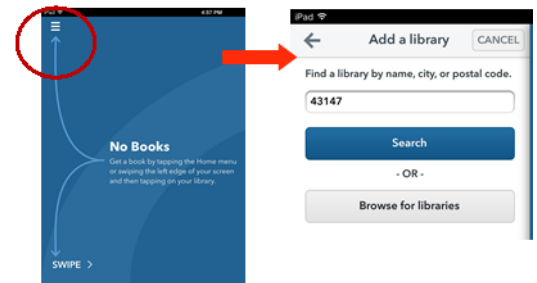 iPad 4:57 PM
No Books
Get a book by tapping the Home menu
or swiping the left edge of your screen
and then tapping on your library.
SWIPE >
iPad
Add a library CANCEL
Find a library by name, city, or postal code.
43147
Search
- OR -
Browse for libraries